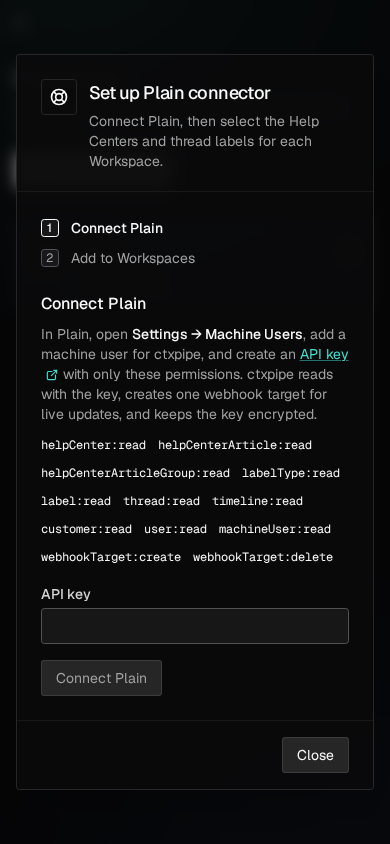 Set up Plain connector
Connect Plain, then select the Help
Centers and thread labels for each
Workspace.
1 Connect Plain
2 Add to Workspaces
Connect Plain
In Plain, open Settings → Machine Users, add a
machine user for ctxpipe, and create an API key
with only these permissions. ctxpipe reads
with the key, creates one webhook target for
live updates, and keeps the key encrypted.
helpCenter:read helpCenterArticle:read
helpCenterArticleGroup:read labelType:read
label:read thread:read timeline:read
customer:read user:read machineUser:read
webhookTarget:create webhookTarget:delete
API key
Connect Plain
Close